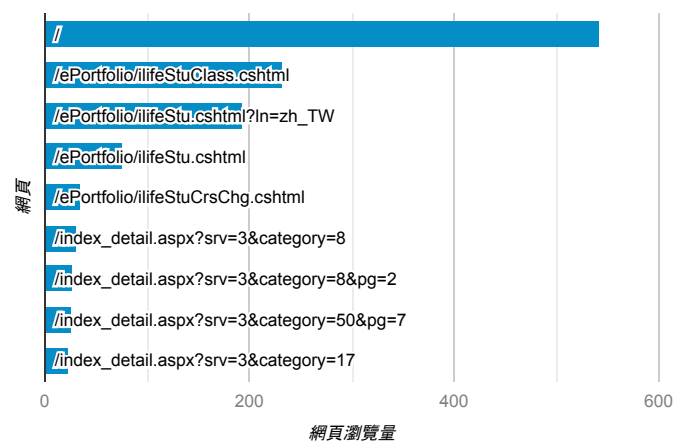 /
/ePortfolio/ilifeStuClass.cshtml
/ePortfolio/ilifeStu.cshtml?ln=zh_TW
/ePortfolio/ilifeStu.cshtml
/ePortfolio/ilifeStuCrsChg.cshtml
/index_detail.aspx?srv=3&category=8
/index_detail.aspx?srv=3&category=8&pg=2
/index_detail.aspx?srv=3&category=50&pg=7
/index_detail.aspx?srv=3&category=17
網頁
0 200 400 600
網頁瀏覽量